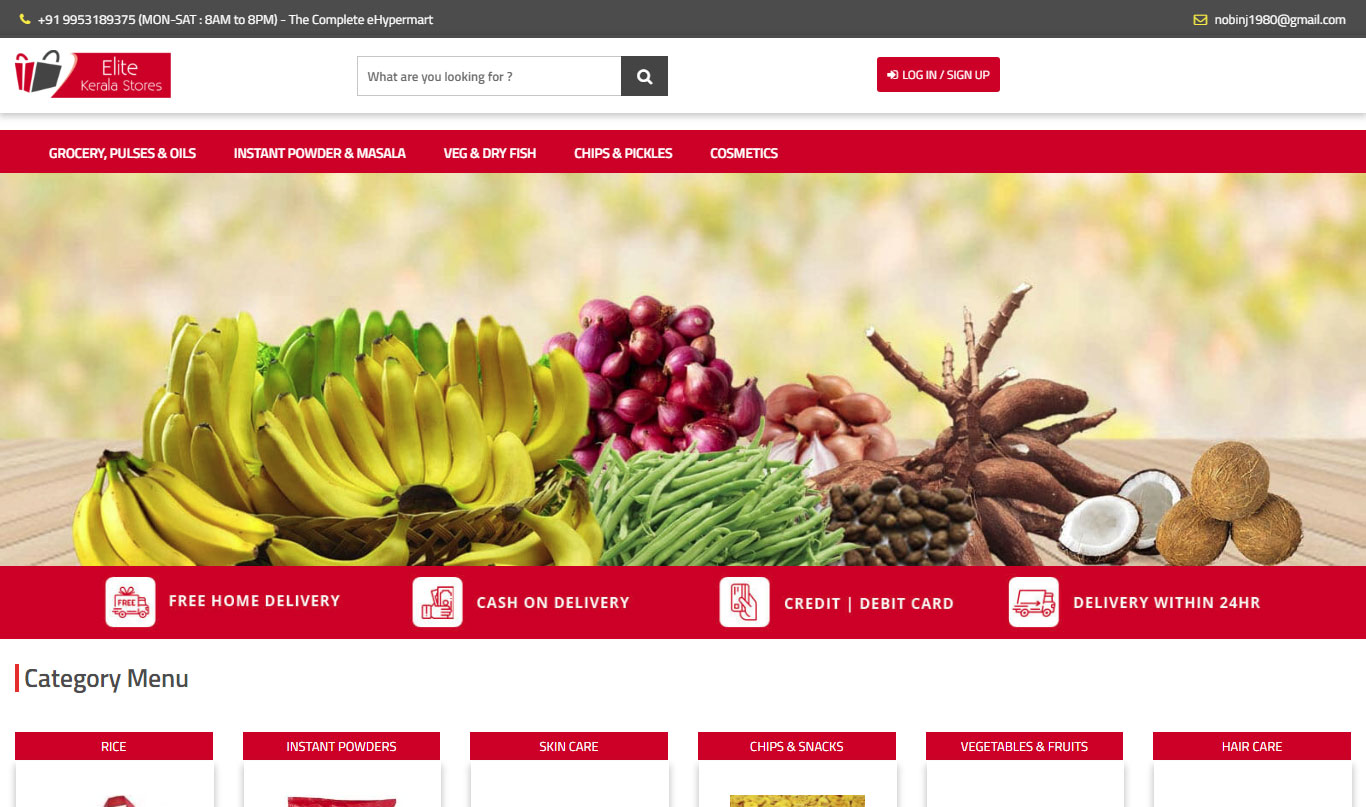 +91 9953189375 (MON-SAT : 8AM to 8PM) - The Complete eHypermart
nobinj1980@gmail.com
Elite
Kerala Stores
What are you looking for ?
LOG IN / SIGN UP
GROCERY, PULSES & OILS
INSTANT POWDER & MASALA
VEG & DRY FISH
CHIPS & PICKLES
COSMETICS
FREE
FREE HOME DELIVERY
CASH ON DELIVERY
CREDIT | DEBIT CARD
DELIVERY WITHIN 24HR
Category Menu
RICE
INSTANT POWDERS
SKIN CARE
CHIPS & SNACKS
VEGETABLES & FRUITS
HAIR CARE